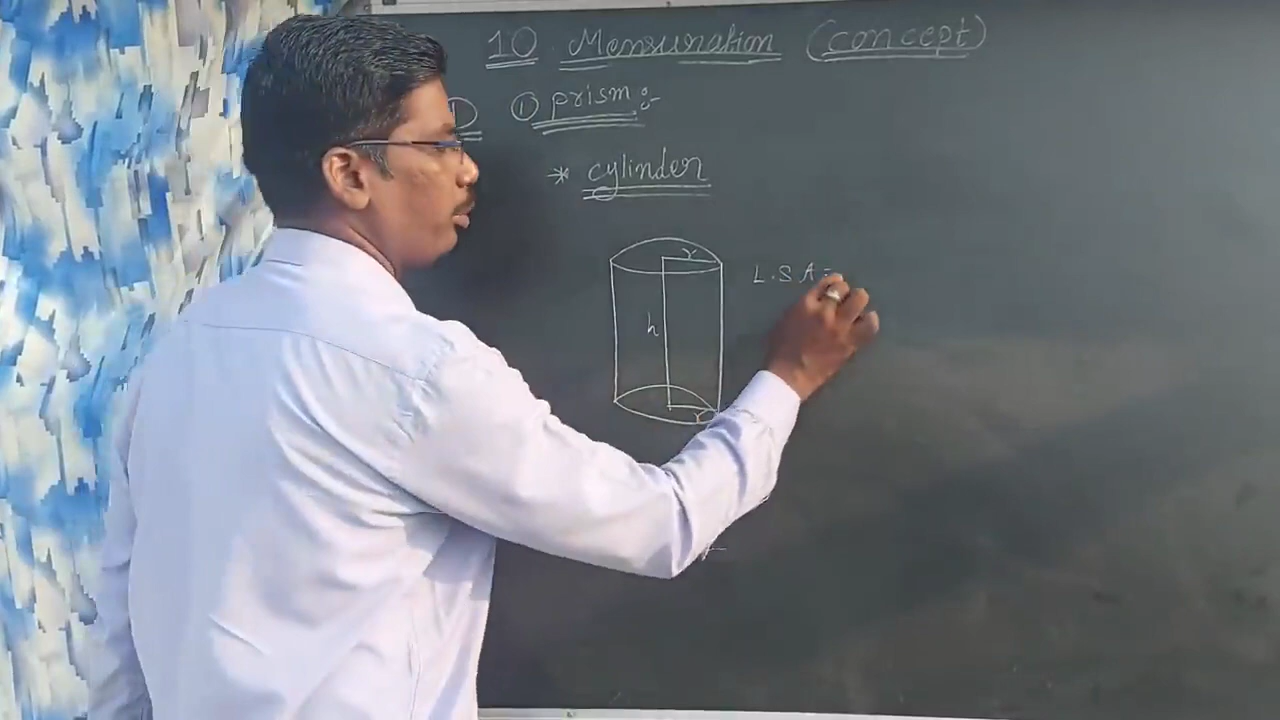 10. Mensuration (concept)
① prism :-
* cylinder
r
L.S.A =
h
r